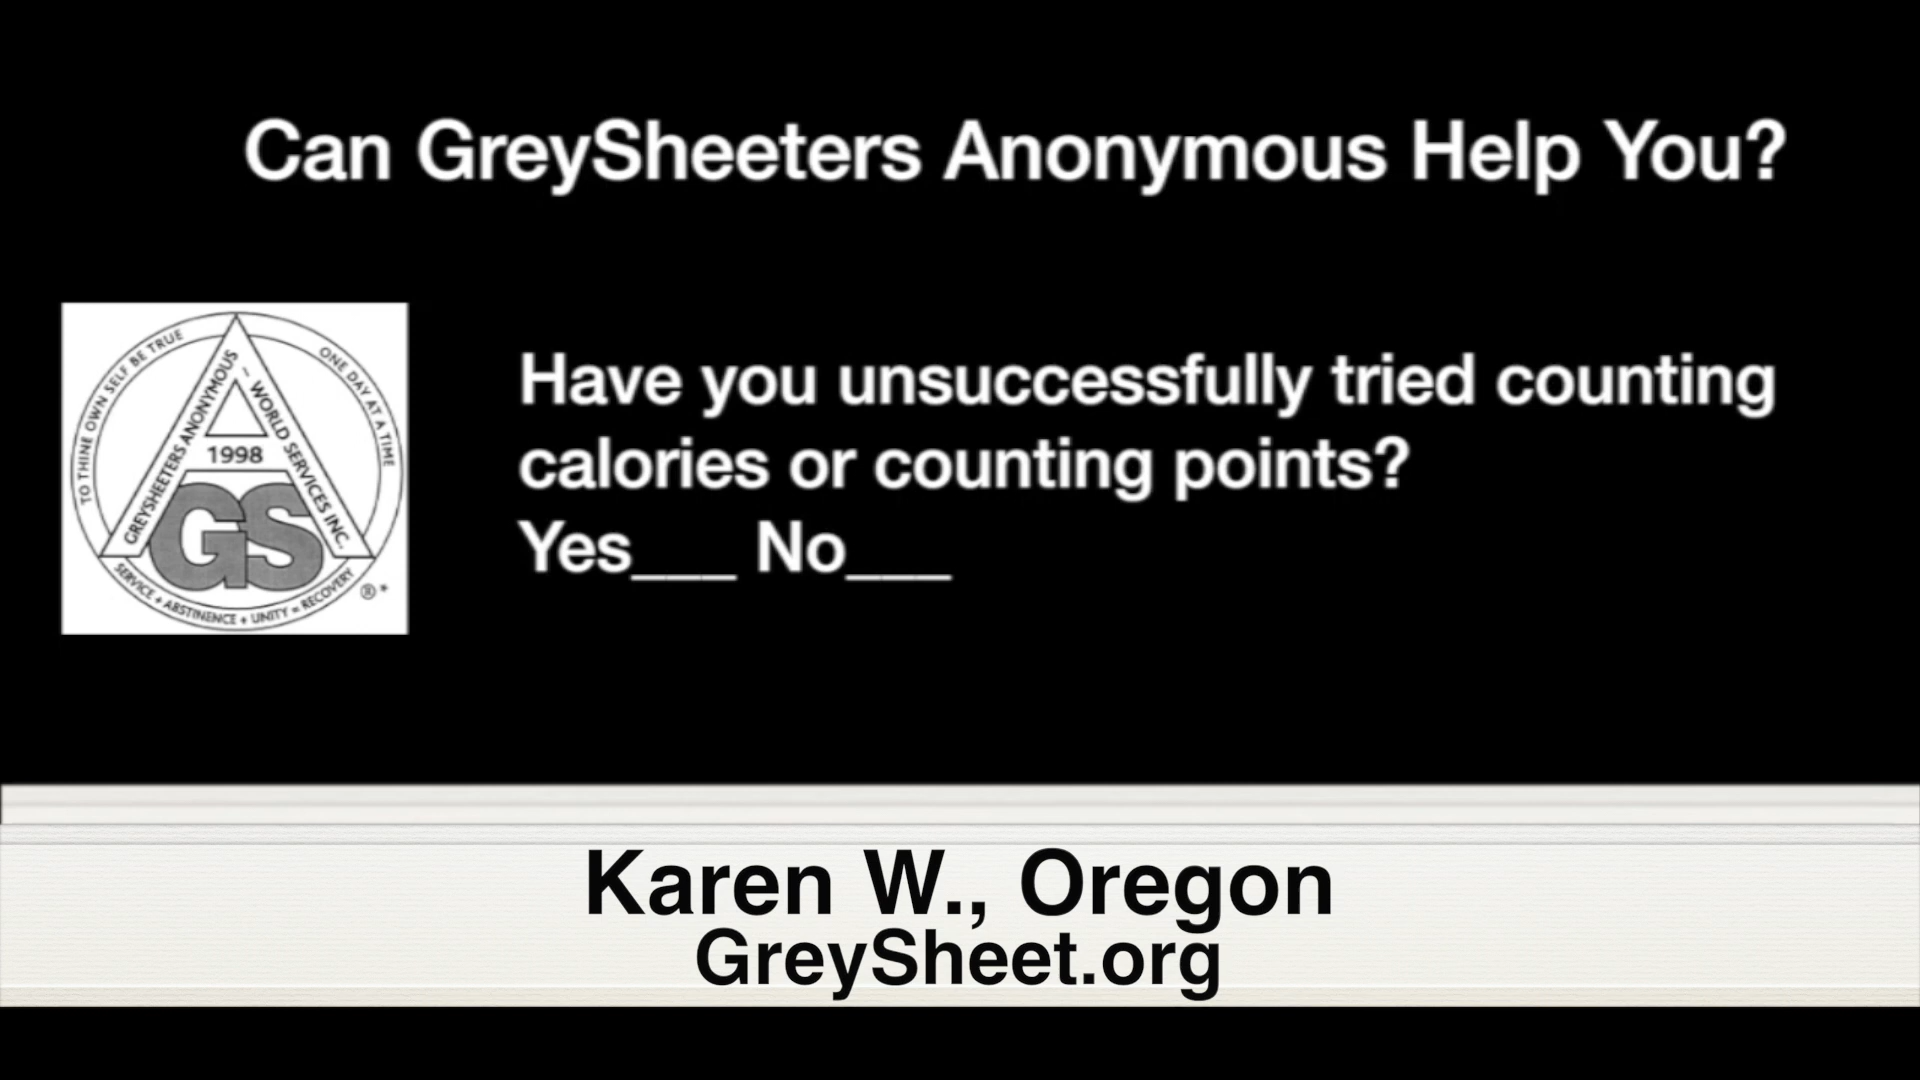 Can GreySheeters Anonymous Help You?
TO THINE OWN SELF BE TRUE
ONE DAY AT A TIME
GREYSHEETERS ANONYMOUS – WORLD SERVICES INC.
1998
GS
SERVICE + ABSTINENCE + UNITY = RECOVERY
®*
Have you unsuccessfully tried counting
calories or counting points?
Yes___ No___
Karen W., Oregon
GreySheet.org